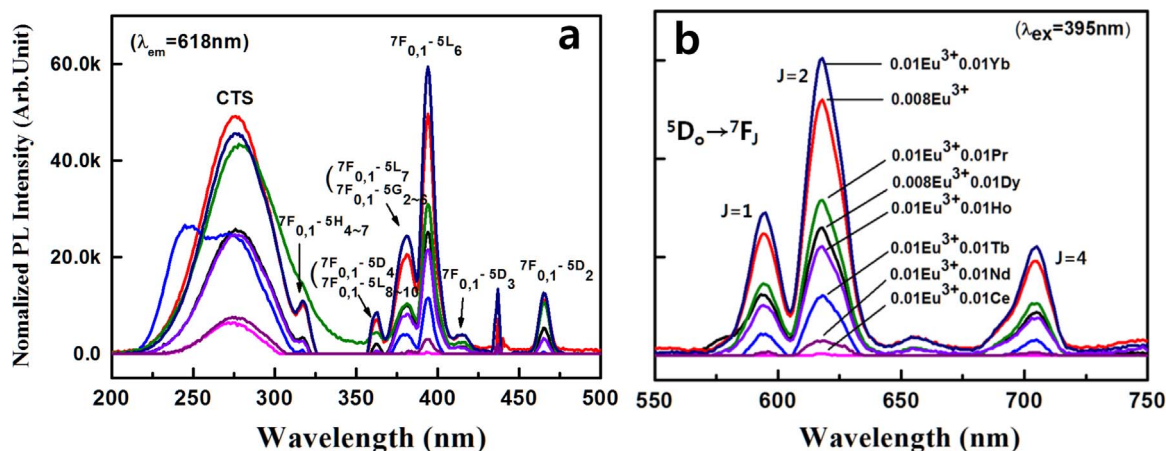 (λem=618nm)
a
7F0,1-5L6
60.0k
CTS
40.0k
(7F0,1-5L7
7F0,1-5G2~6
7F0,1-5H4~7
20.0k
(7F0,1-5D4
7F0,1-5L8~10
7F0,1-5D3
7F0,1-5D2
0.0
200 250 300 350 400 450 500
Wavelength (nm)
Normalized PL Intensity (Arb.Unit)
b
(λex=395nm)
J=2
0.01Eu3+0.01Yb
0.008Eu3+
5Do→7FJ
0.01Eu3+0.01Pr
0.008Eu3+0.01Dy
J=1
0.01Eu3+0.01Ho
0.01Eu3+0.01Tb
J=4
0.01Eu3+0.01Nd
0.01Eu3+0.01Ce
550 600 650 700 750
Wavelength (nm)